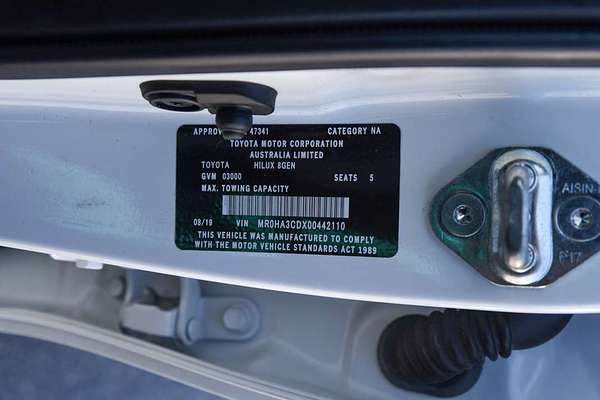 APPROV 47341 CATEGORY NA
TOYOTA MOTOR CORPORATION
AUSTRALIA LIMITED
TOYOTA HILUX 8GEN
GVM 03000 SEATS 5
MAX. TOWING CAPACITY
08/19 VIN MR0HA3CDX00442110
THIS VEHICLE WAS MANUFACTURED TO COMPLY
WITH THE MOTOR VEHICLE STANDARDS ACT 1989
AISIN